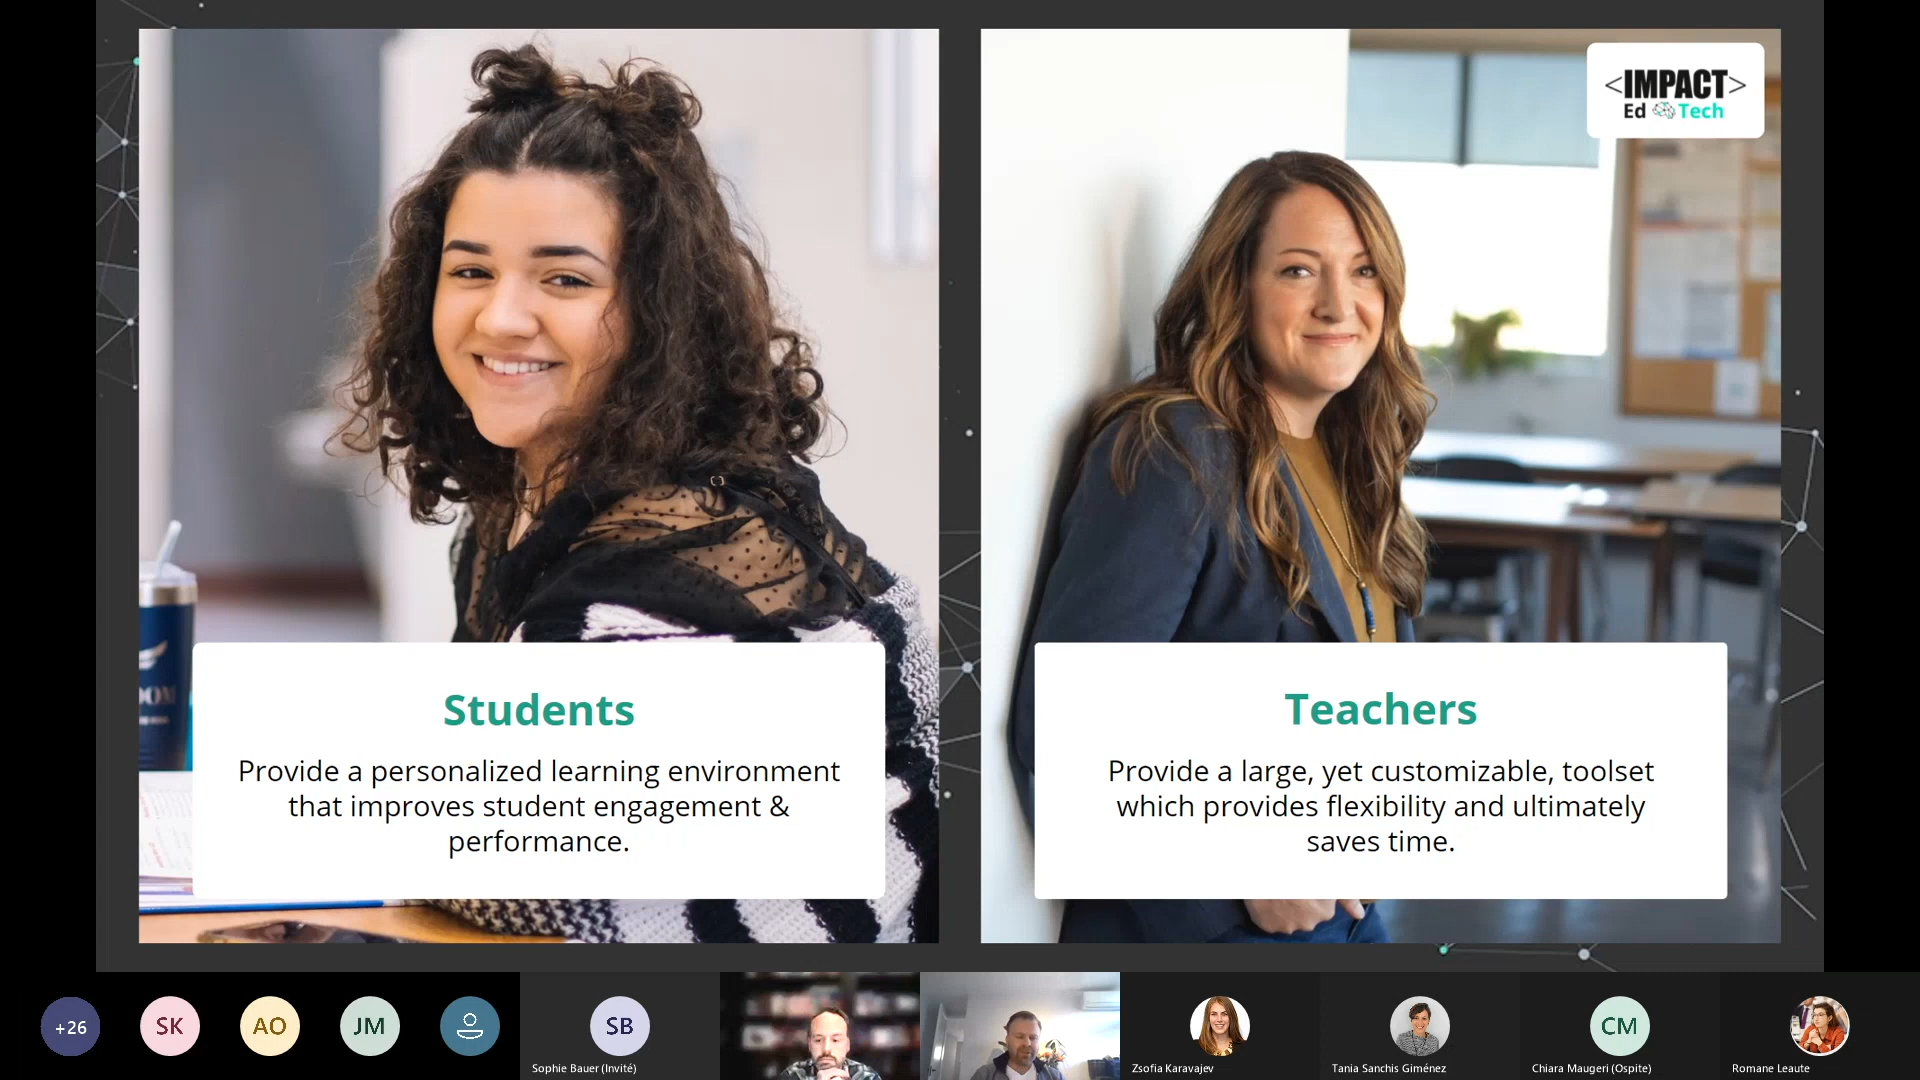 <IMPACT>
Ed Tech
Students
Provide a personalized learning environment
that improves student engagement &
performance.
Teachers
Provide a large, yet customizable, toolset
which provides flexibility and ultimately
saves time.
+26
SK
AO
JM
SB
Sophie Bauer (Invité)
Zsofia Karavajev
Tania Sanchis Giménez
CM
Chiara Maugeri (Ospite)
Romane Leaute